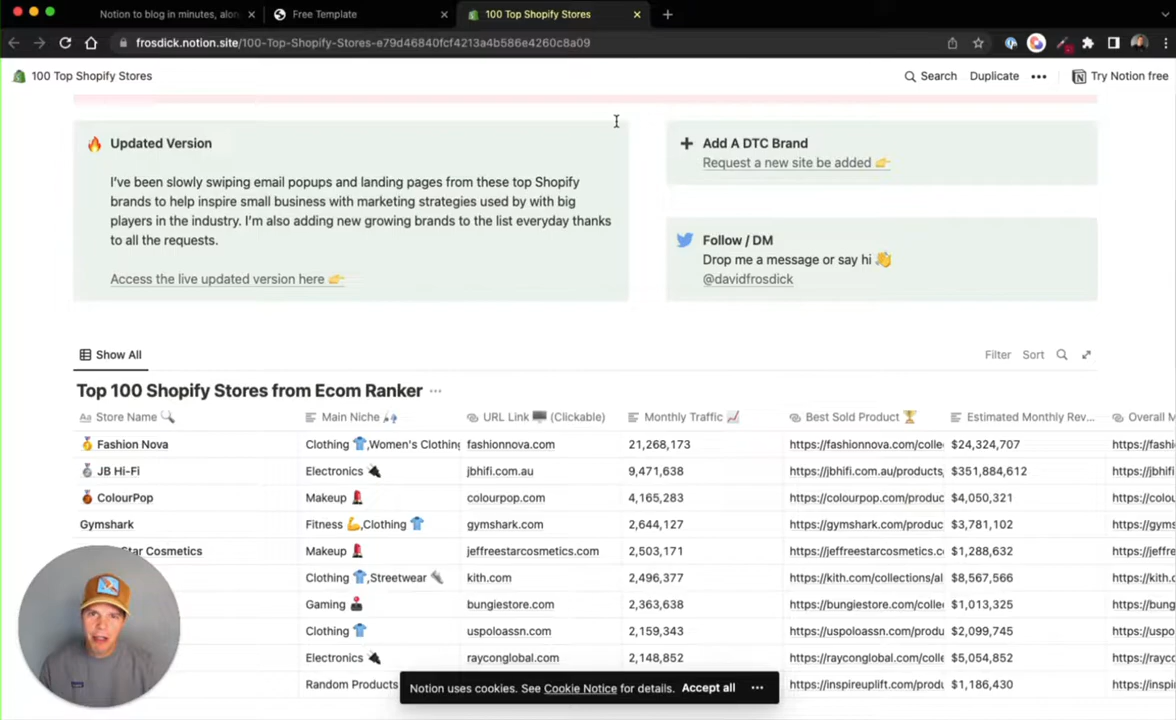 Notion to blog in minutes, alon
Free Template
100 Top Shopify Stores
frosdick.notion.site/100-Top-Shopify-Stores-e79d46840fcf4213a4b586e4260c8a09
100 Top Shopify Stores
Search
Duplicate
Try Notion free
Updated Version
I've been slowly swiping email popups and landing pages from these top Shopify
brands to help inspire small business with marketing strategies used by with big
players in the industry. I'm also adding new growing brands to the list everyday thanks
to all the requests.
Access the live updated version here 👉
Add A DTC Brand
Request a new site be added 👉
Follow / DM
Drop me a message or say hi 👋
@davidfrosdick
Show All
Filter
Sort
Top 100 Shopify Stores from Ecom Ranker
Aa Store Name 🔍 Main Niche 🎣 URL Link 🖥️ (Clickable) Monthly Traffic 📈 Best Sold Product 🏆 Estimated Monthly Rev... Overall M
🥇 Fashion Nova Clothing 👕,Women's Clothing fashionnova.com 21,268,173 https://fashionnova.com/colle $24,324,707 https://fashi
🥈 JB Hi-Fi Electronics 🔌 jbhifi.com.au 9,471,638 https://jbhifi.com.au/products, $351,884,612 https://jbhifi
🥉 ColourPop Makeup 💄 colourpop.com 4,165,283 https://colourpop.com/produc $4,050,321 https://colou
Gymshark Fitness 💪,Clothing 👕 gymshark.com 2,644,127 https://gymshark.com/produc $3,781,102 https://gyms
Star Cosmetics Makeup 💄 jeffreestarcosmetics.com 2,503,171 https://jeffreestarcosmetics.c $1,288,632 https://jeffre
Clothing 👕,Streetwear 🔦 kith.com 2,496,377 https://kith.com/collections/al $8,567,566 https://kith.c
Gaming 🕹️ bungiestore.com 2,363,638 https://bungiestore.com/colle $1,013,325 https://bung
Clothing 👕 uspoloassn.com 2,159,343 https://uspoloassn.com/produ $2,099,745 https://uspo
Electronics 🔌 rayconglobal.com 2,148,852 https://rayconglobal.com/colle $5,054,852 https://rayco
Random Products https://inspireuplift.com/produ $1,186,430 https://inspi
Notion uses cookies. See Cookie Notice for details. Accept all